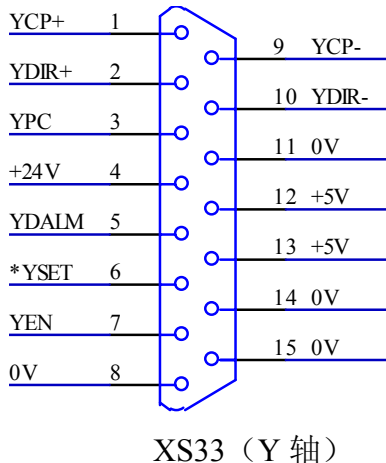 YCP+ 1
9 YCP-
YDIR+ 2
10 YDIR-
YPC 3
11 0V
+24V 4
12 +5V
YDALM 5
13 +5V
*YSET 6
14 0V
YEN 7
15 0V
0V 8
XS33（Y 轴）